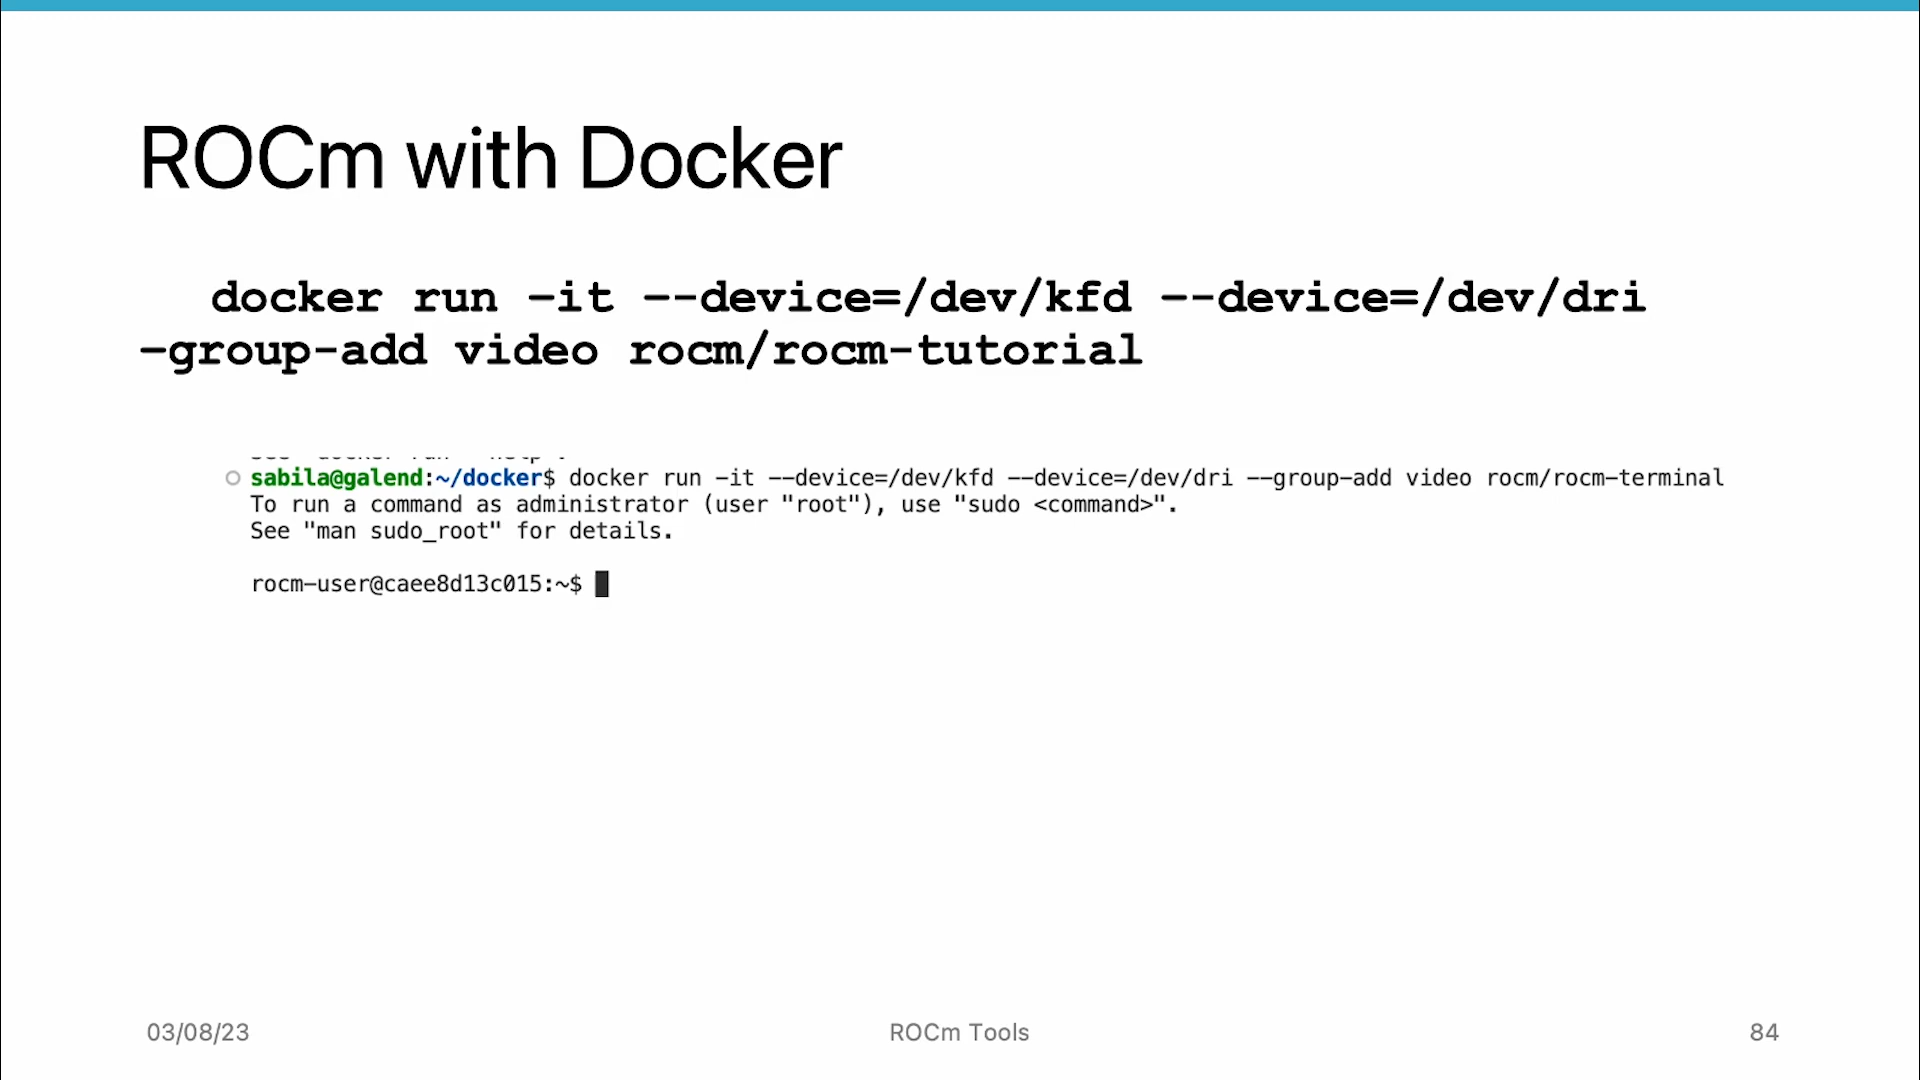 ROCm with Docker
docker run –it --device=/dev/kfd --device=/dev/dri
–group-add video rocm/rocm-tutorial
sabila@galend:~/docker$ docker run -it --device=/dev/kfd --device=/dev/dri --group-add video rocm/rocm-terminal
To run a command as administrator (user "root"), use "sudo <command>".
See "man sudo_root" for details.
rocm-user@caee8d13c015:~$
03/08/23
ROCm Tools
84